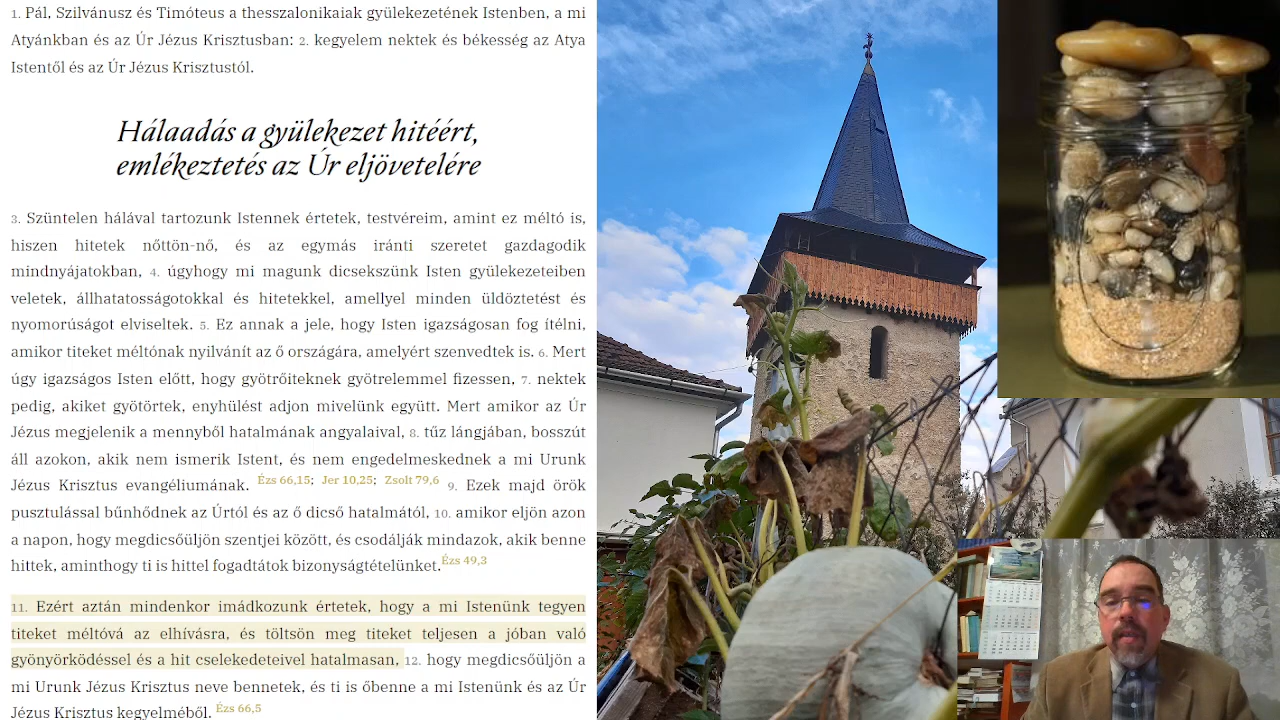 1. Pál, Szilvánusz és Timóteus a thesszalonikaiak gyülekezetének Istenben, a mi
Atyánkban és az Úr Jézus Krisztusban: 2. kegyelem nektek és békesség az Atya
Istentől és az Úr Jézus Krisztustól.
Hálaadás a gyülekezet hitéért,
emlékeztetés az Úr eljövetelére
3. Szüntelen hálával tartozunk Istennek értetek, testvéreim, amint ez méltó is,
hiszen hitetek nőttön-nő, és az egymás iránti szeretet gazdagodik
mindnyájatokban, 4. úgyhogy mi magunk dicsekszünk Isten gyülekezeteiben
veletek, állhatatosságotokkal és hitetekkel, amellyel minden üldöztetést és
nyomorúságot elviseltek. 5. Ez annak a jele, hogy Isten igazságosan fog ítélni,
amikor titeket méltónak nyilvánít az ő országára, amelyért szenvedtek is. 6. Mert
úgy igazságos Isten előtt, hogy gyötrőiteknek gyötrelemmel fizessen, 7. nektek
pedig, akiket gyötörtek, enyhülést adjon mivelünk együtt. Mert amikor az Úr
Jézus megjelenik a mennyből hatalmának angyalaival, 8. tűz lángjában, bosszút
áll azokon, akik nem ismerik Istent, és nem engedelmeskednek a mi Urunk
Jézus Krisztus evangéliumának. Ézs 66,15; Jer 10,25; Zsolt 79,6 9. Ezek majd örök
pusztulással bűnhődnek az Úrtól és az ő dicső hatalmától, 10. amikor eljön azon
a napon, hogy megdicsőüljön szentjei között, és csodálják mindazok, akik benne
hittek, aminthogy ti is hittel fogadtátok bizonyságtételünket. Ézs 49,3
11. Ezért aztán mindenkor imádkozunk értetek, hogy a mi Istenünk tegyen
titeket méltóvá az elhívásra, és töltsön meg titeket teljesen a jóban való
gyönyörködéssel és a hit cselekedeteivel hatalmasan, 12. hogy megdicsőüljön a
mi Urunk Jézus Krisztus neve bennetek, és ti is őbenne a mi Istenünk és az Úr
Jézus Krisztus kegyelméből. Ézs 66,5